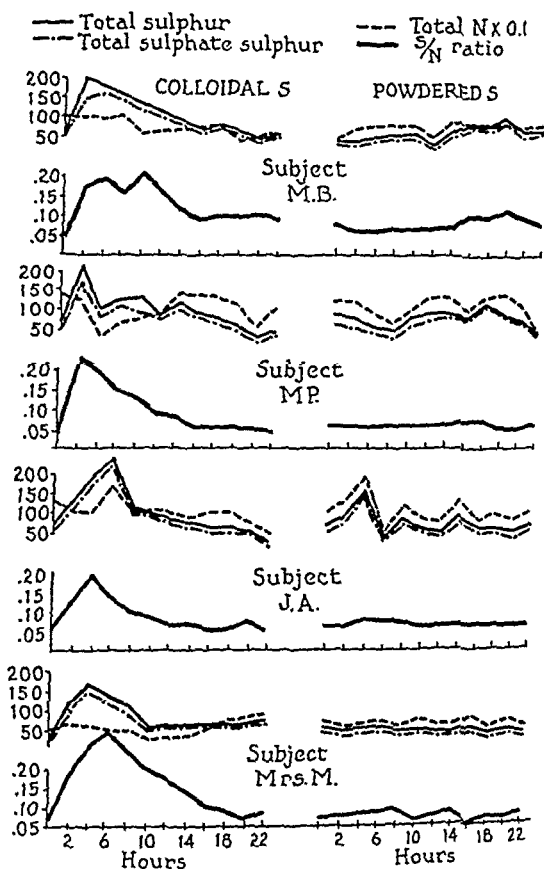 Total sulphur
Total sulphate sulphur
Total N x 0.1
S/N ratio
COLLOIDAL S
POWDERED S
200
150
100
50
Subject
M.B.
.20
.15
.10
.05
200
150
100
50
Subject
M.P.
.20
.15
.10
.05
200
150
100
50
Subject
J.A.
.20
.15
.10
.05
200
150
100
50
Subject
Mrs. M.
.10
.05
2 6 10 14 18 22
2 6 10 14 18 22
Hours
Hours